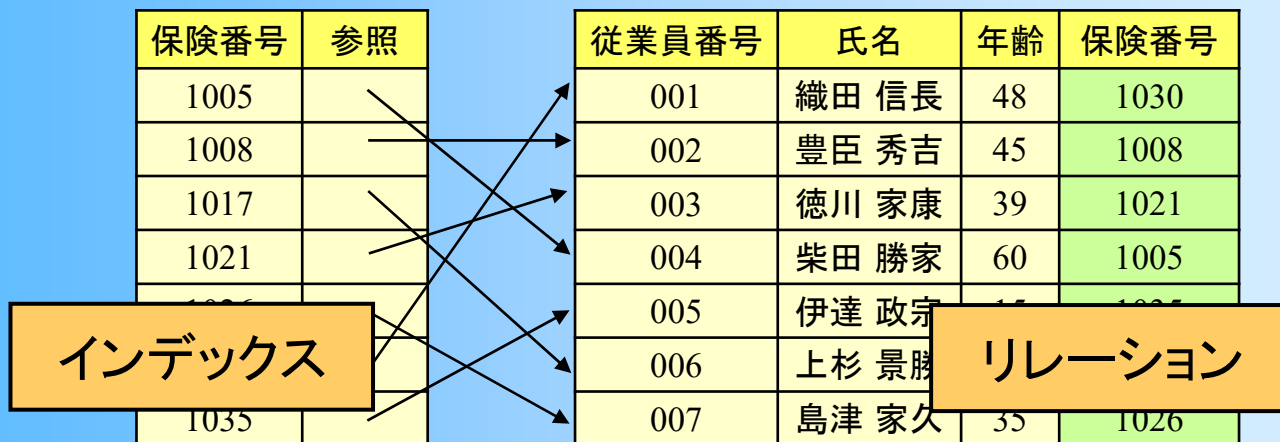 保険番号 参照
1005
1008
1017
1021
1026
1035
インデックス
従業員番号 氏名 年齢 保険番号
001 織田 信長 48 1030
002 豊臣 秀吉 45 1008
003 徳川 家康 39 1021
004 柴田 勝家 60 1005
005 伊達 政宗
006 上杉 景勝
007 島津 家久 35 1026
リレーション